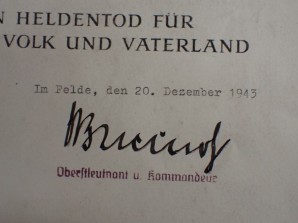 N HELDENTOD FÜR
VOLK UND VATERLAND
Im Felde, den 20. Dezember 1943
Oberstleutnant u. Kommandeur